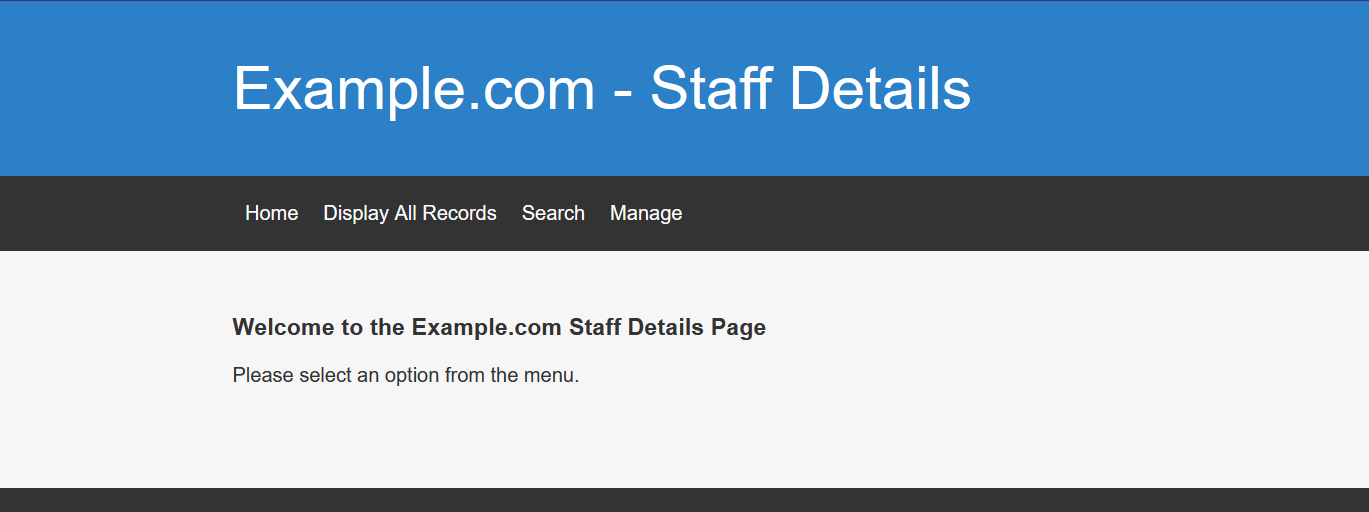 Example.com - Staff Details
Home Display All Records Search Manage
Welcome to the Example.com Staff Details Page
Please select an option from the menu.